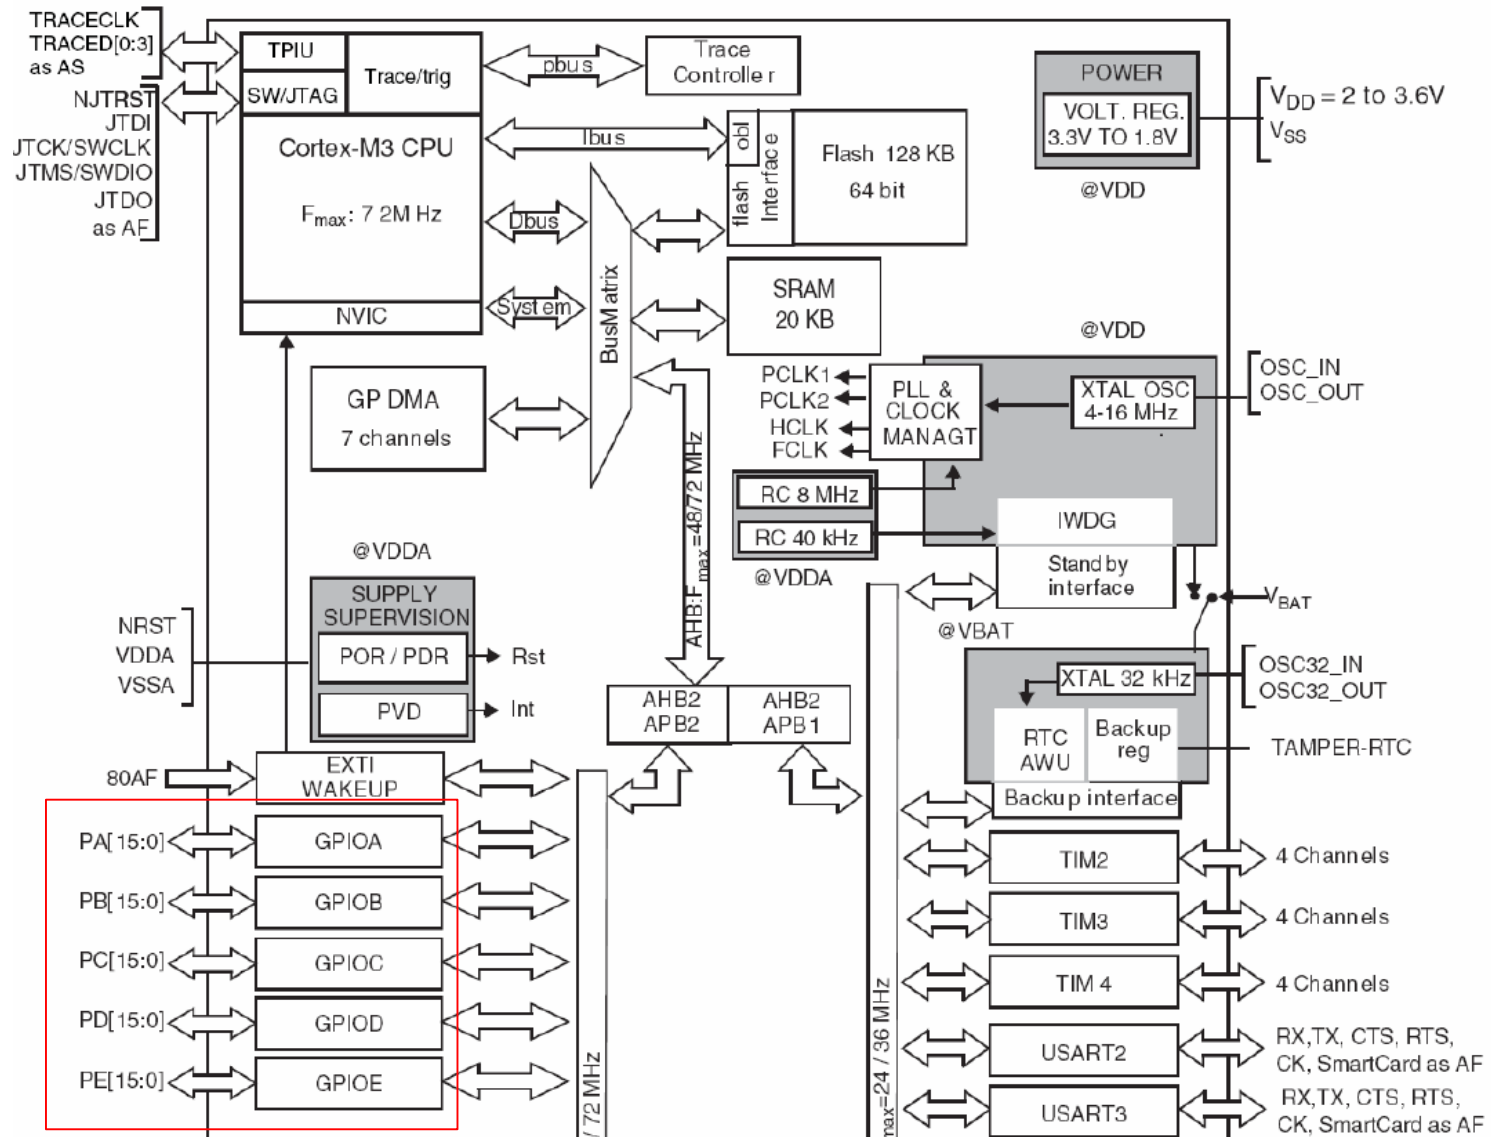 TRACECLK
TRACED[0:3]
as AS
NJTRST
JTDI
JTCK/SWCLK
JTMS/SWDIO
JTDO
as AF
TPIU
SW/JTAG
Trace/trig
Cortex-M3 CPU
Fmax: 7 2M Hz
NVIC
pbus
Trace
Controlle r
Ibus
Dbus
System
BusM atrix
obl
flash
Interface
Flash 128 KB
64 bit
SRAM
20 KB
GP DMA
7 channels
POWER
VOLT. REG.
3.3V TO 1.8V
@VDD
VDD = 2 to 3.6V
VSS
@VDD
PCLK1
PCLK2
HCLK
FCLK
PLL &
CLOCK
MANAGT
XTAL OSC
4-16 MHz
OSC_IN
OSC_OUT
RC 8 MHz
RC 40 kHz
@VDDA
IWDG
Stand by
interface
VBAT
@VBAT
AHB:Fmax=48/72 MHz
@VDDA
SUPPLY
SUPERVISION
POR / PDR
PVD
Rst
Int
NRST
VDDA
VSSA
AHB2
APB2
AHB2
APB1
XTAL 32 kHz
OSC32_IN
OSC32_OUT
RTC
AWU
Backup
reg
TAMPER-RTC
Backup interface
80AF
EXTI
WAKEUP
PA[15:0]
GPIOA
PB[15:0]
GPIOB
PC[15:0]
GPIOC
PD[15:0]
GPIOD
PE[15:0]
GPIOE
/ 72 MHz
max=24 / 36 MHz
TIM2
4 Channels
TIM3
4 Channels
TIM 4
4 Channels
USART2
RX,TX, CTS, RTS,
CK, SmartCard as AF
USART3
RX,TX, CTS, RTS,
CK, SmartCard as AF